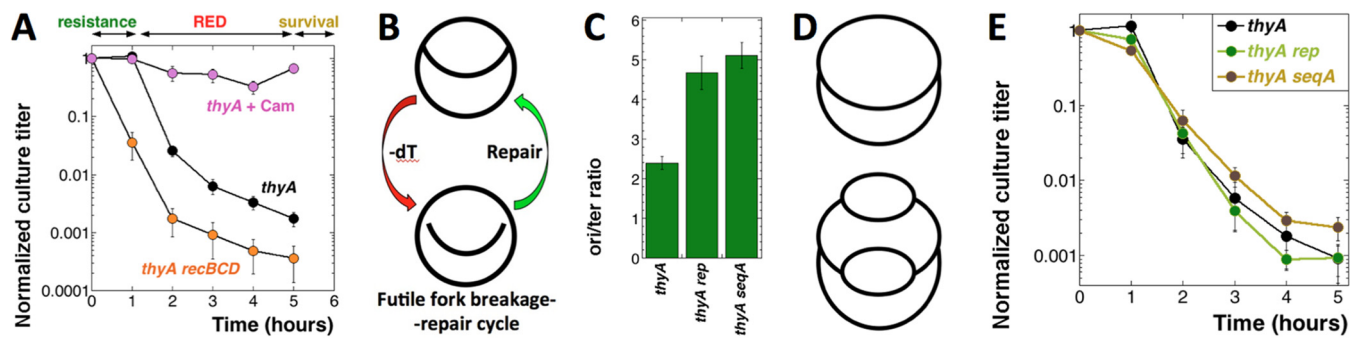 A
resistance RED survival
Normalized culture titer
1
0.1
0.01
0.001
0.0001
thyA + Cam
thyA
thyA recBCD
0 1 2 3 4 5 6
Time (hours)
B
-dT
Repair
Futile fork breakage-
-repair cycle
C
ori/ter ratio
6
5
4
3
2
1
0
thyA
thyA rep
thyA seqA
D
E
Normalized culture titer
1
0.1
0.01
0.001
thyA
thyA rep
thyA seqA
0 1 2 3 4 5
Time (hours)